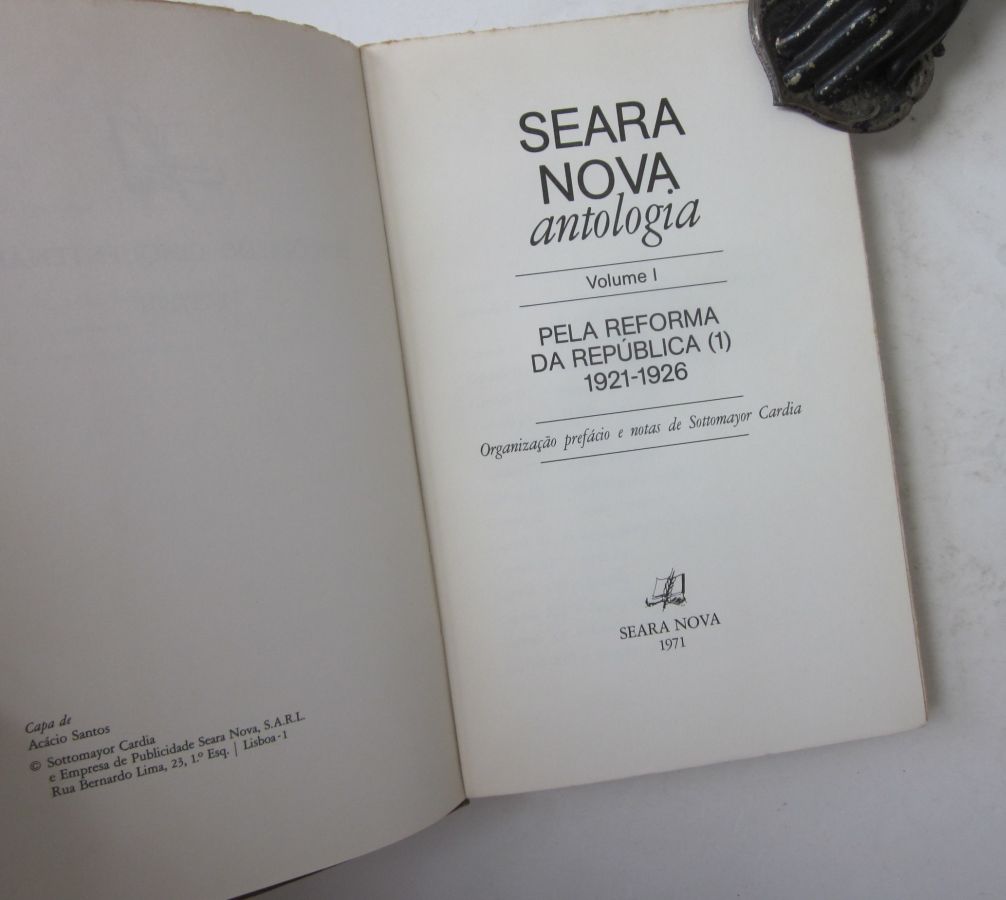 Capa de
Acácio Santos
© Sottomayor Cardia
e Empresa de Publicidade Seara Nova, S.A.R.L.
Rua Bernardo Lima, 23, 1.º Esq. | Lisboa-1
SEARA
NOVA
antologia
Volume I
PELA REFORMA
DA REPÚBLICA (1)
1921-1926
Organização prefácio e notas de Sottomayor Cardia
SEARA NOVA
1971